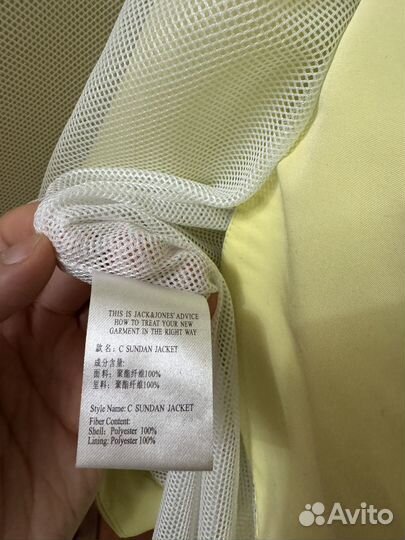 THIS IS JACK&JONES' ADVICE
HOW TO TREAT YOUR NEW
GARMENT IN THE RIGHT WAY
款名: C SUNDAN JACKET
成分含量:
面料: 聚酯纤维100%
里料: 聚酯纤维100%
Style Name: C SUNDAN JACKET
Fiber Content:
Shell: Polyester 100%
Lining: Polyester 100%
Avito